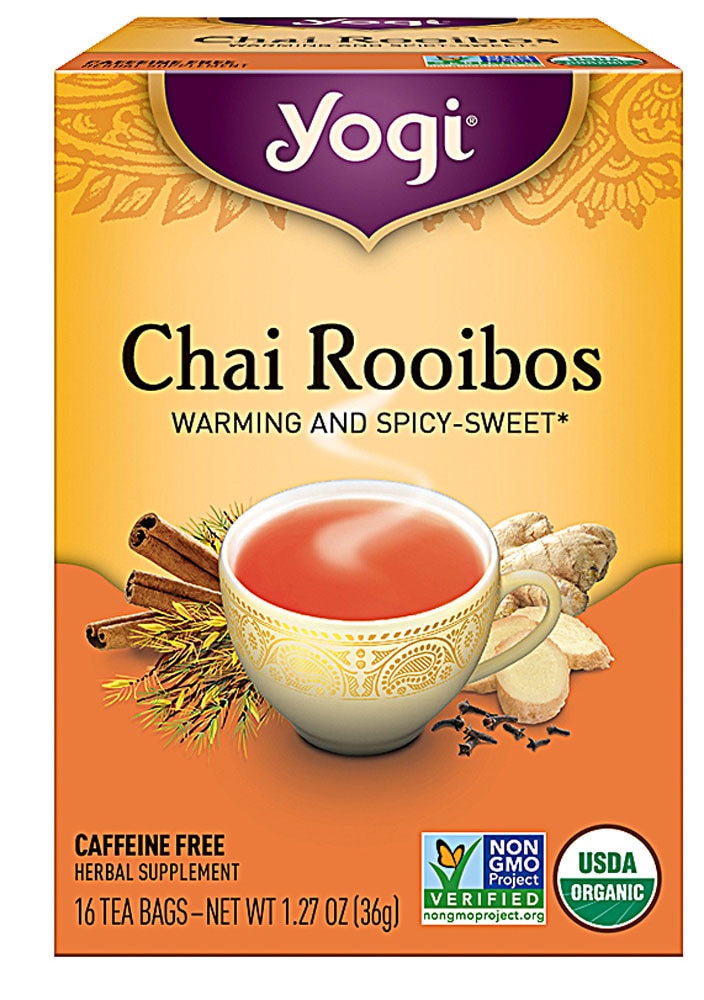 Yogi
Chai Rooibos
WARMING AND SPICY-SWEET*
CAFFEINE FREE
Yogi®
Chai Rooibos
WARMING AND SPICY-SWEET*
CAFFEINE FREE
HERBAL SUPPLEMENT
16 TEA BAGS – NET WT 1.27 OZ (36g)
NON
GMO
Project
VERIFIED
nongmoproject.org
USDA
ORGANIC